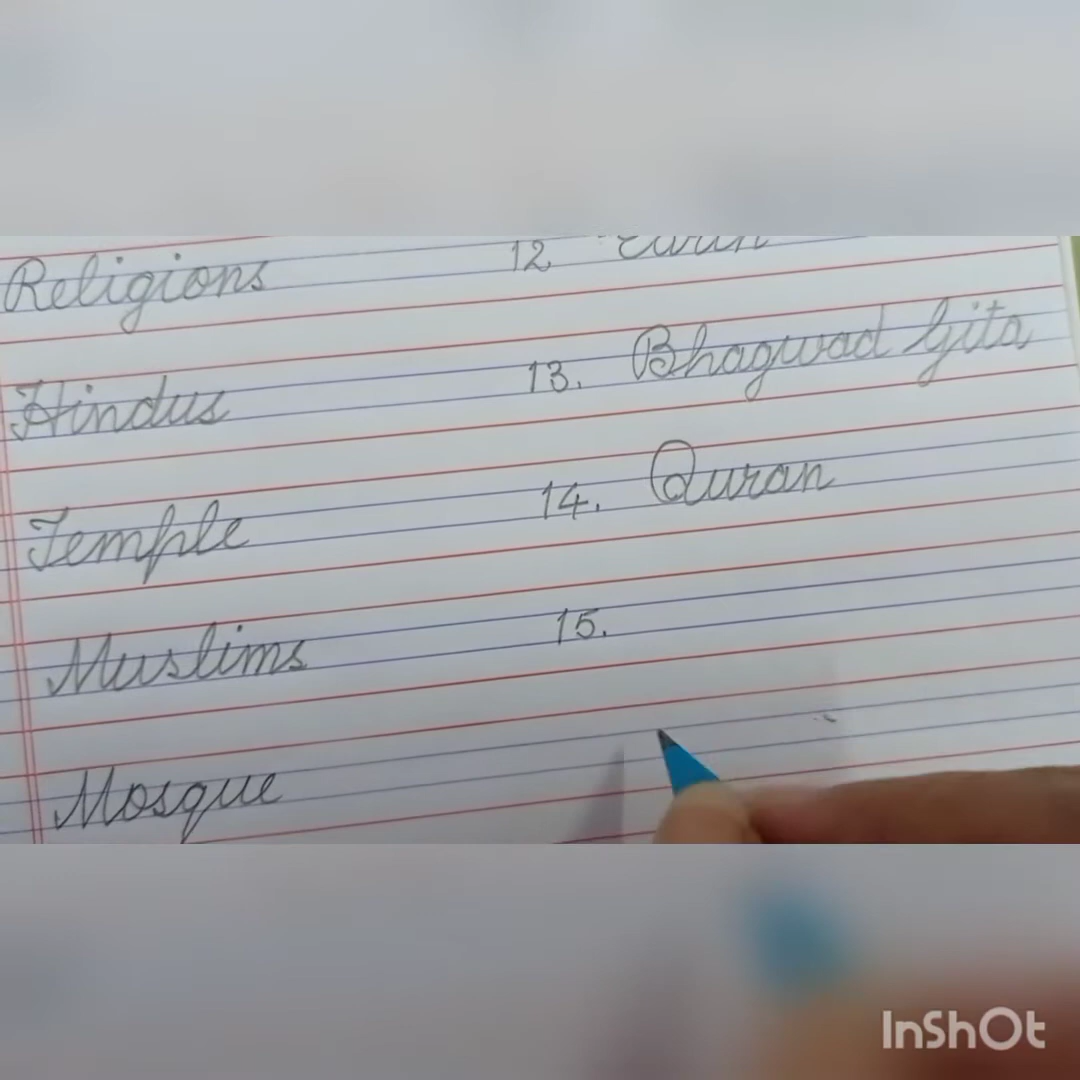 Religions 12
Hindus 13. Bhagwad Gita
Temple 14. Quran
Muslims 15.
Mosque
InShOt